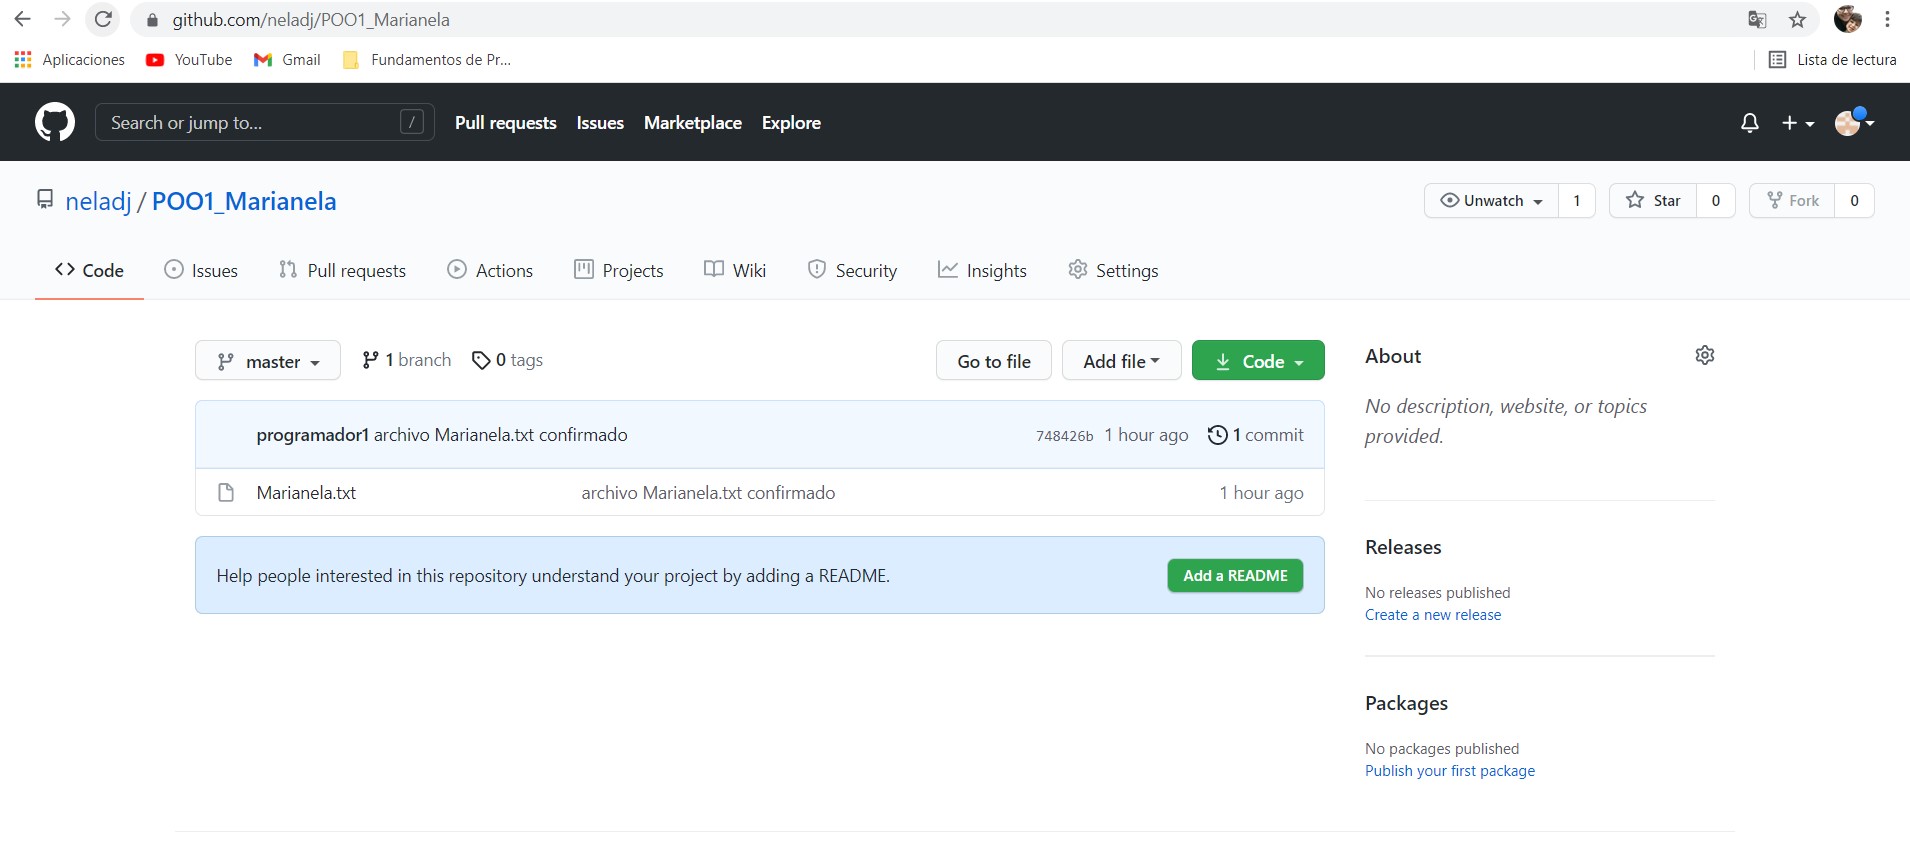 github.com/neladj/POO1_Marianela
Aplicaciones YouTube Gmail Fundamentos de Pr... Lista de lectura
Search or jump to... / Pull requests Issues Marketplace Explore
neladj / POO1_Marianela Unwatch 1 Star 0 Fork 0
Code Issues Pull requests Actions Projects Wiki Security Insights Settings
master 1 branch 0 tags Go to file Add file Code
programador1 archivo Marianela.txt confirmado 748426b 1 hour ago 1 commit
Marianela.txt archivo Marianela.txt confirmado 1 hour ago
Help people interested in this repository understand your project by adding a README. Add a README
About
No description, website, or topics
provided.
Releases
No releases published
Create a new release
Packages
No packages published
Publish your first package